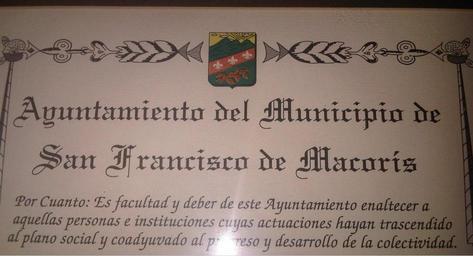 Ayuntamiento del Municipio de
San Francisco de Macorís
Por Cuanto: Es facultad y deber de este Ayuntamiento enaltecer a
aquellas personas e instituciones cuyas actuaciones hayan trascendido
al plano social y coadyuvado al progreso y desarrollo de la colectividad.